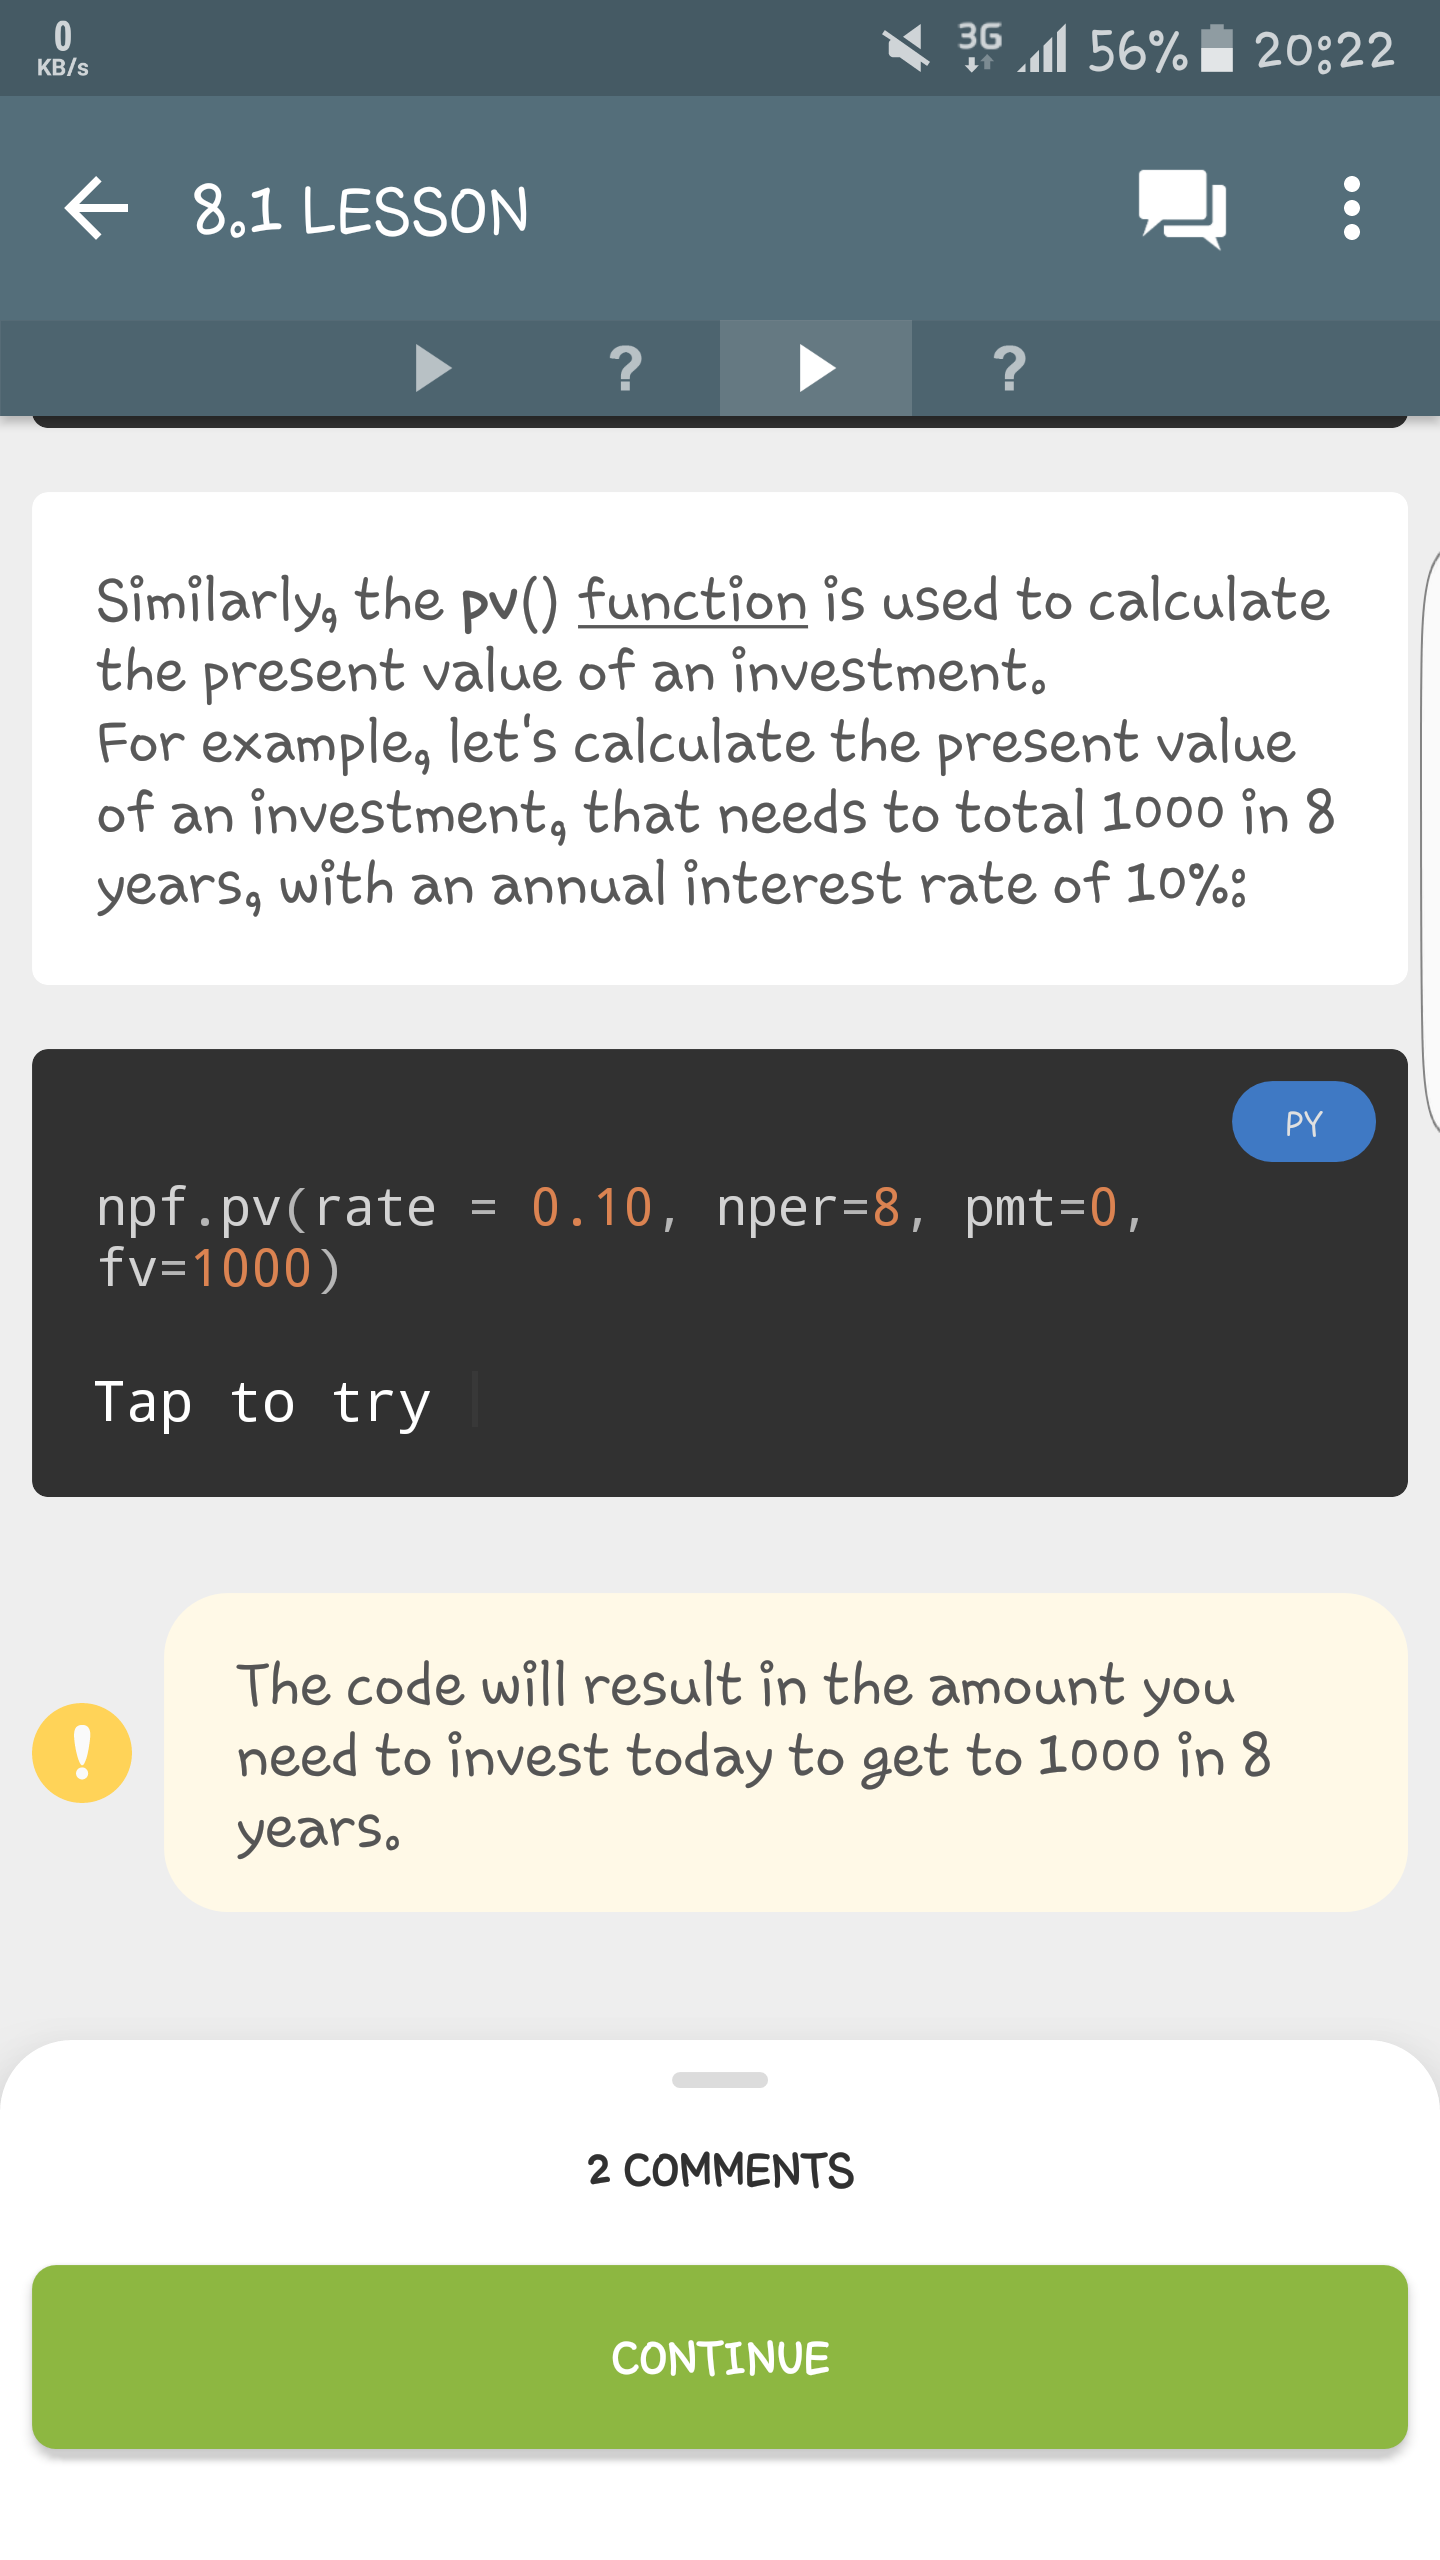 0
KB/s
3G
56%
20:22
8.1 LESSON
?
?
Similarly, the pv() function is used to calculate
the present value of an investment.
For example, let's calculate the present value
of an investment, that needs to total 1000 in 8
years, with an annual interest rate of 10%:
PY
npf.pv(rate = 0.10, nper=8, pmt=0,
fv=1000)
Tap to try
!
The code will result in the amount you
need to invest today to get to 1000 in 8
years.
2 COMMENTS
CONTINUE